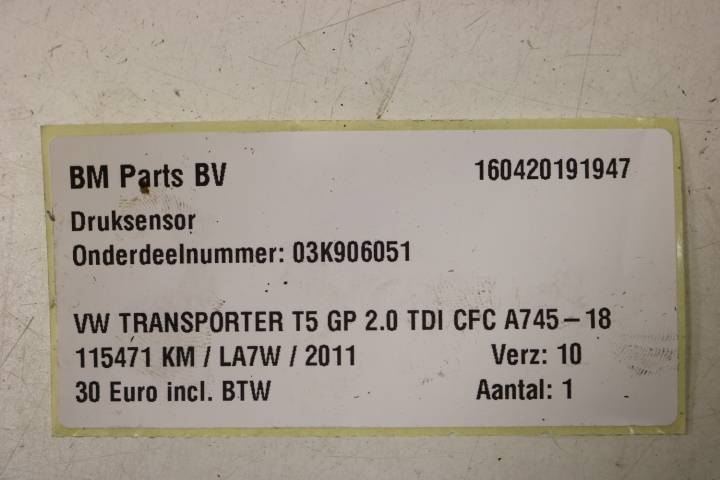 BM Parts BV 160420191947
Druksensor
Onderdeelnummer: 03K906051
VW TRANSPORTER T5 GP 2.0 TDI CFC A745-18
115471 KM / LA7W / 2011 Verz: 10
30 Euro incl. BTW Aantal: 1